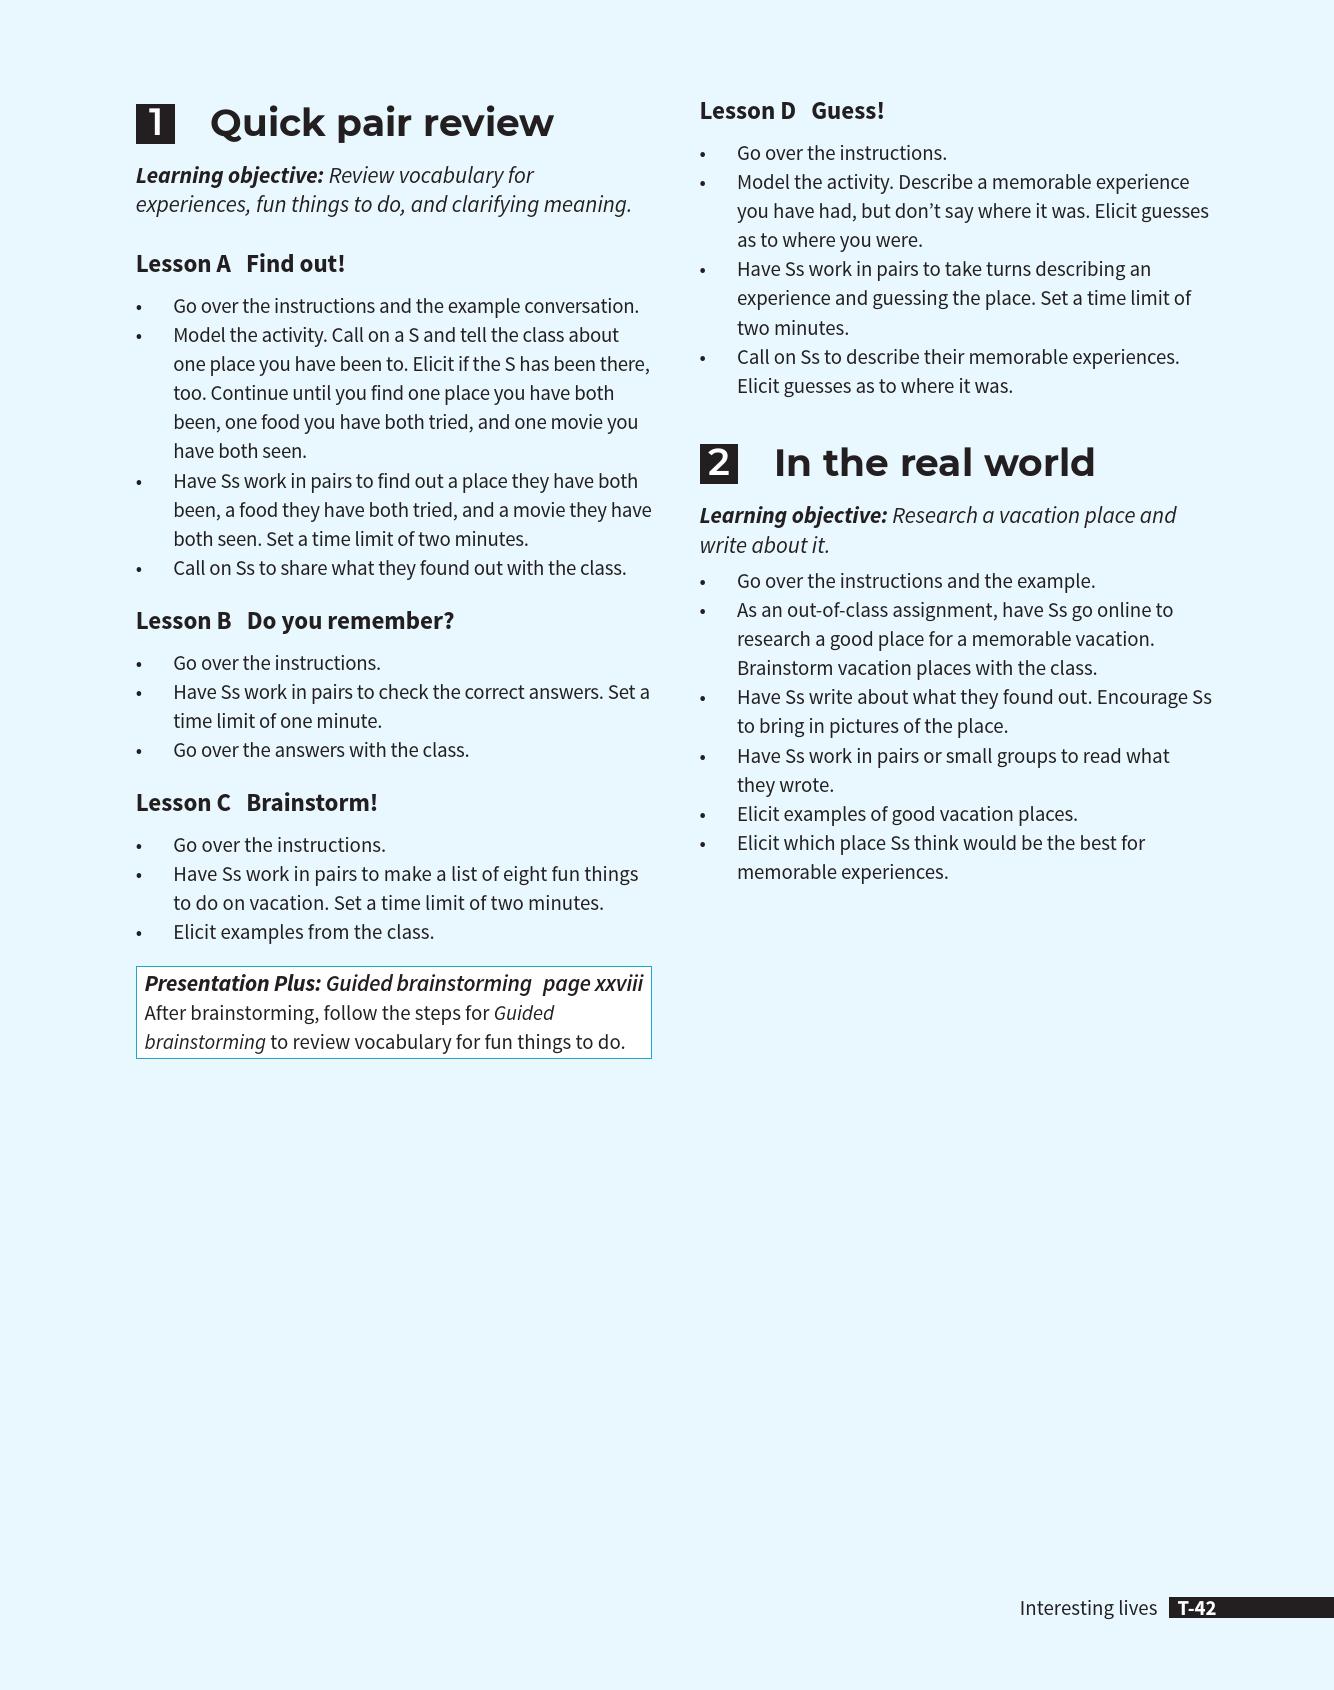 1 Quick pair review
Learning objective: Review vocabulary for
experiences, fun things to do, and clarifying meaning.
Lesson A Find out!
• Go over the instructions and the example conversation.
• Model the activity. Call on a S and tell the class about
one place you have been to. Elicit if the S has been there,
too. Continue until you find one place you have both
been, one food you have both tried, and one movie you
have both seen.
• Have Ss work in pairs to find out a place they have both
been, a food they have both tried, and a movie they have
both seen. Set a time limit of two minutes.
• Call on Ss to share what they found out with the class.
Lesson B Do you remember?
• Go over the instructions.
• Have Ss work in pairs to check the correct answers. Set a
time limit of one minute.
• Go over the answers with the class.
Lesson C Brainstorm!
• Go over the instructions.
• Have Ss work in pairs to make a list of eight fun things
to do on vacation. Set a time limit of two minutes.
• Elicit examples from the class.
Presentation Plus: Guided brainstorming page xxviii
After brainstorming, follow the steps for Guided
brainstorming to review vocabulary for fun things to do.
Lesson D Guess!
• Go over the instructions.
• Model the activity. Describe a memorable experience
you have had, but don’t say where it was. Elicit guesses
as to where you were.
• Have Ss work in pairs to take turns describing an
experience and guessing the place. Set a time limit of
two minutes.
• Call on Ss to describe their memorable experiences.
Elicit guesses as to where it was.
2 In the real world
Learning objective: Research a vacation place and
write about it.
• Go over the instructions and the example.
• As an out-of-class assignment, have Ss go online to
research a good place for a memorable vacation.
Brainstorm vacation places with the class.
• Have Ss write about what they found out. Encourage Ss
to bring in pictures of the place.
• Have Ss work in pairs or small groups to read what
they wrote.
• Elicit examples of good vacation places.
• Elicit which place Ss think would be the best for
memorable experiences.
Interesting lives T-42